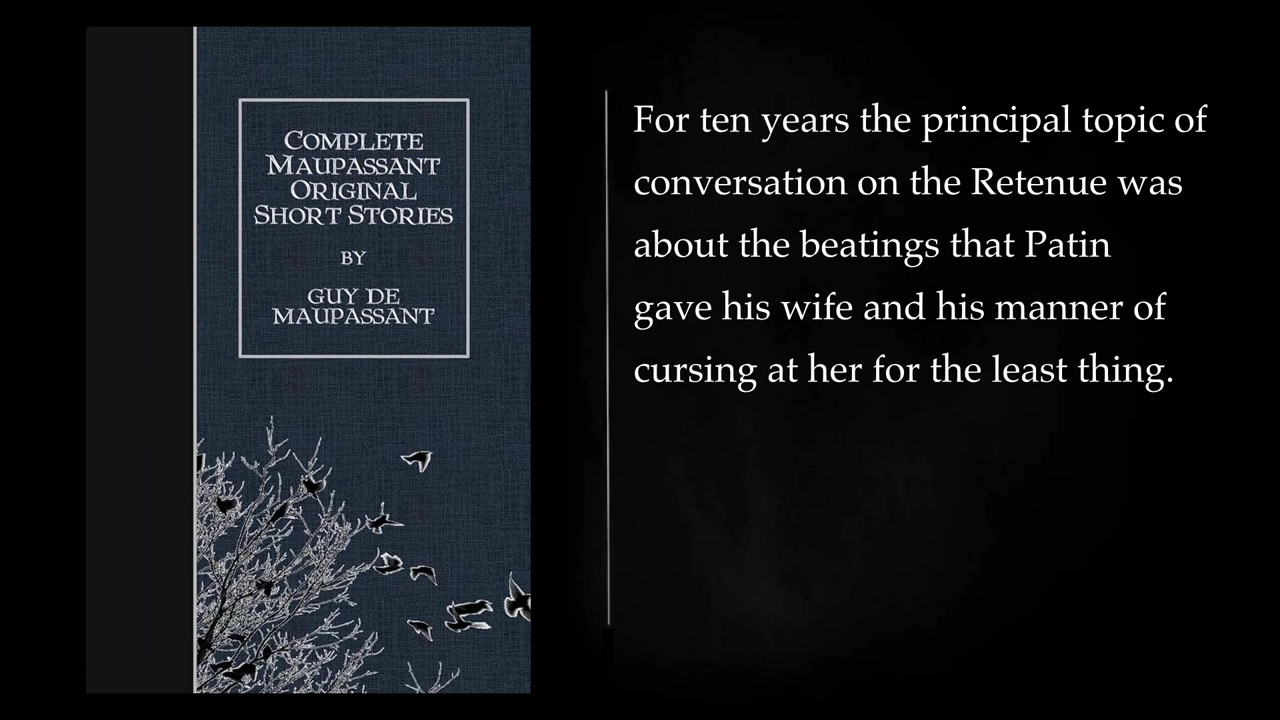 COMPLETE
MAUPASSANT
ORIGINAL
SHORT STORIES
BY
GUY DE
MAUPASSANT
For ten years the principal topic of
conversation on the Retenue was
about the beatings that Patin
gave his wife and his manner of
cursing at her for the least thing.